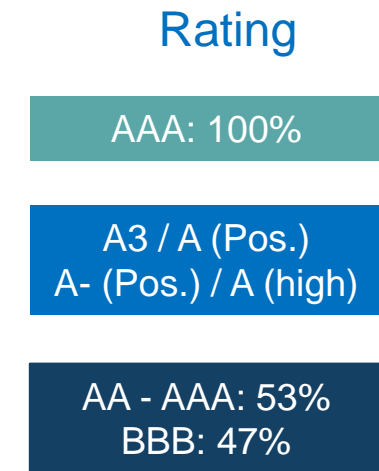 Rating
AAA: 100%
A3 / A (Pos.)
A- (Pos.) / A (high)
AA - AAA: 53%
BBB: 47%